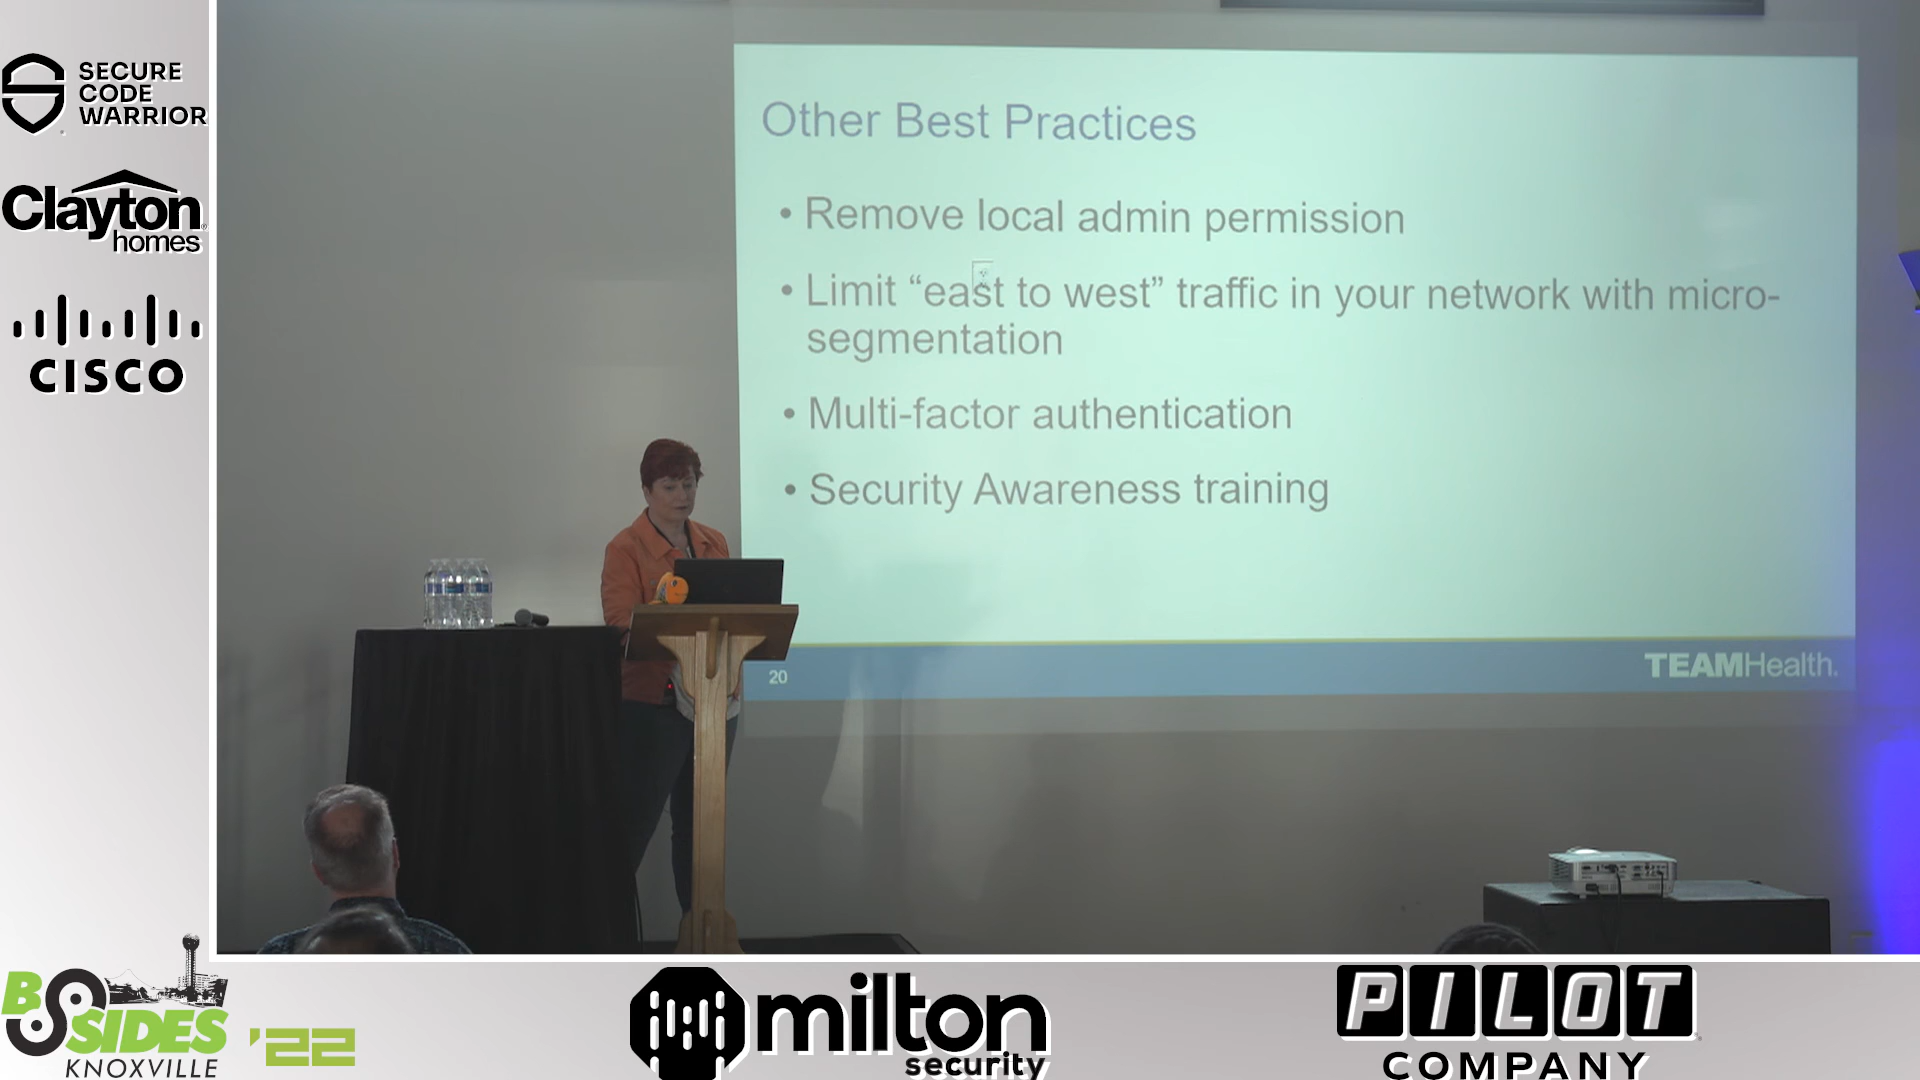 SECURE
CODE
WARRIOR
Clayton
homes
CISCO
Other Best Practices
• Remove local admin permission
• Limit “east to west” traffic in your network with micro-
segmentation
• Multi-factor authentication
• Security Awareness training
20
TEAMHealth.
BSIDES
KNOXVILLE
'22
milton
security
PILOT
COMPANY